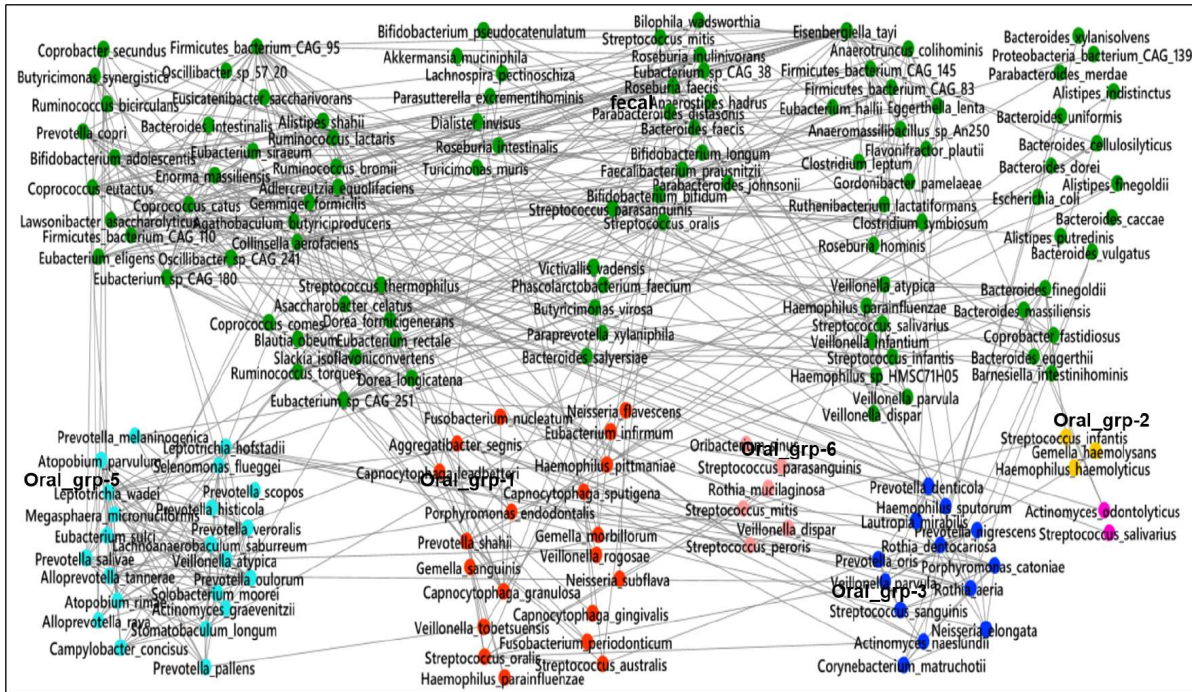 Coprobacter_secundus
Firmicutes_bacterium_CAG_95
Oscillibacter_sp_57_20
Butyricimonas_synergistica
Eusicatenibacter_saccharivorans
Ruminococcus_bicirculans
Alistipes_shahii
Bacteroides_intestinalis
Prevotella_copri
Ruminococcus_lactaris
Eubacterium_siraeum
Bifidobacterium_adolescentis
Ruminococcus_bromii
Enorma_massiliensis
Coprococcus_eutactus
Adlercreutzia_equolifaciens
Coprococcus_catus
Gemmiger_formicilis
Lawsonibacter_asaccharolyticus
Agathobaculum_butyriciproducens
Firmicutes_bacterium_CAG_110
Collinsella_aerofaciens
Eubacterium_eligens
Oscillibacter_sp_CAG_241
Eubacterium_sp_CAG_180
Bifidobacterium_pseudocatenulatum
Akkermansia_muciniphila
Lachnospira_pectinoschiza
Parasutterella_excrementihominis
Dialister_invisus
Roseburia_intestinalis
Turicimonas_muris
Bilophila_wadsworthia
Streptococcus_mitis
Roseburia_inulinivorans
Eubacterium_sp_CAG_38
Roseburia_faecis
fecal
Anaerostipes_hadrus
Parabacteroides_distasonis
Bacteroides_faecis
Bifidobacterium_longum
Faecalibacterium_prausnitzii
Parabacteroides_johnsonii
Bifidobacterium_bifidum
Streptococcus_parasanguinis
Streptococcus_oralis
Eisenbergiella_tayi
Anaerotruncus_colihominis
Firmicutes_bacterium_CAG_145
Firmicutes_bacterium_CAG_83
Eubacterium_hallii
Eggerthella_lenta
Anaeromassilibacillus_sp_An250
Flavonifractor_plautii
Clostridium_leptum
Gordonibacter_pamelaeae
Ruthenibacterium_lactatiformans
Clostridium_symbiosum
Roseburia_hominis
Bacteroides_xylanisolvens
Proteobacteria_bacterium_CAG_139
Parabacteroides_merdae
Alistipes_indistinctus
Bacteroides_uniformis
Bacteroides_cellulosilyticus
Bacteroides_dorei
Alistipes_finegoldii
Escherichia_coli
Bacteroides_caccae
Alistipes_putredinis
Bacteroides_vulgatus
Streptococcus_thermophilus
Asaccharobacter_celatus
Coprococcus_comes
Dorea_formicigenerans
Blautia_obeum
Eubacterium_rectale
Slackia_isoflavoniconvertens
Ruminococcus_torques
Dorea_longicatena
Eubacterium_sp_CAG_251
Victivallis_vadensis
Phascolarctobacterium_faecium
Butyricimonas_virosa
Paraprevotella_xylaniphila
Bacteroides_salyersiae
Veillonella_atypica
Haemophilus_parainfluenzae
Streptococcus_salivarius
Veillonella_infantium
Streptococcus_infantis
Haemophilus_sp_HMSC71H05
Veillonella_parvula
Veillonella_dispar
Bacteroides_finegoldii
Bacteroides_massiliensis
Coprobacter_fastidiosus
Bacteroides_eggerthii
Barnesiella_intestinihominis
Prevotella_melaninogenica
Leptotrichia_hofstadii
Atopobium_parvulum
Selenomonas_flueggei
Oral_grp-5
Leptotrichia_wadei
Prevotella_scopos
Megasphaera_micronuciformis
Prevotella_histicola
Eubacterium_sulci
Prevotella_veroralis
Lachnoanaerobaculum_saburreum
Prevotella_salivae
Veillonella_atypica
Alloprevotella_tannerae
Prevotella_oulorum
Solobacterium_moorei
Atopobium_rimae
Actinomyces_graevenitzii
Alloprevotella_rava
Stomatobaculum_longum
Campylobacter_concisus
Prevotella_pallens
Fusobacterium_nucleatum
Neisseria_flavescens
Aggregatibacter_segnis
Eubacterium_infirmum
Capnocytophaga_leadbetteri
Haemophilus_pittmaniae
Oral_grp-1
Capnocytophaga_sputigena
Porphyromonas_endodontalis
Gemella_morbillorum
Prevotella_shahii
Veillonella_rogosae
Gemella_sanguinis
Neisseria_subflava
Capnocytophaga_granulosa
Capnocytophaga_gingivalis
Veillonella_tobetsuensis
Fusobacterium_periodonticum
Streptococcus_oralis
Streptococcus_australis
Haemophilus_parainfluenzae
Oribacterium_sinus
Oral_grp-6
Streptococcus_parasanguinis
Rothia_mucilaginosa
Streptococcus_mitis
Veillonella_dispar
Streptococcus_peroris
Prevotella_denticola
Haemophilus_sputorum
Lautropia_mirabilis
Prevotella_nigrescens
Rothia_dentocariosa
Prevotella_oris
Porphyromonas_catoniae
Veillonella_parvula
Oral_grp-3
Rothia_aeria
Streptococcus_sanguinis
Neisseria_elongata
Actinomyces_naeslundii
Corynebacterium_matruchotii
Oral_grp-2
Streptococcus_infantis
Gemella_haemolysans
Haemophilus_haemolyticus
Actinomyces_odontolyticus
Streptococcus_salivarius